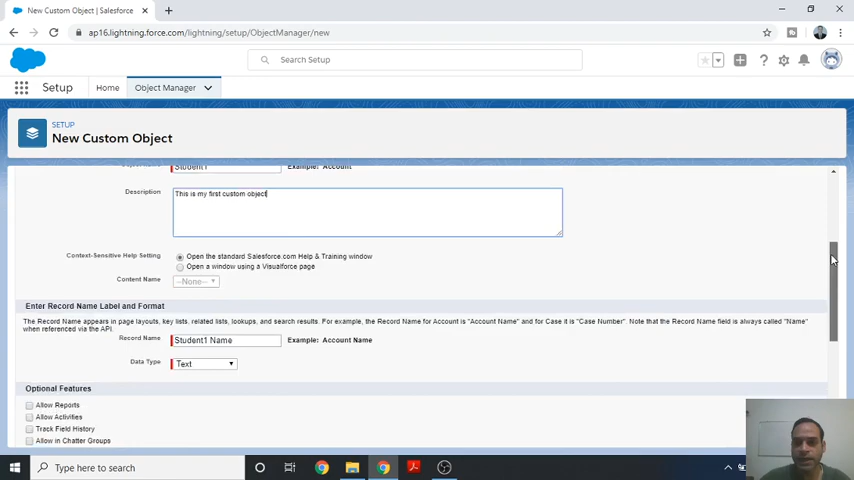 New Custom Object | Salesforce
ap16.lightning.force.com/lightning/setup/ObjectManager/new
Search Setup
Setup
Home
Object Manager
SETUP
New Custom Object
Student1
Example: Account
Description
This is my first custom object
Context-Sensitive Help Setting
Open the standard Salesforce.com Help & Training window
Open a window using a Visualforce page
Content Name
--None--
Enter Record Name Label and Format
The Record Name appears in page layouts, key lists, related lists, lookups, and search results. For example, the Record Name for Account is "Account Name" and for Case it is "Case Number". Note that the Record Name field is always called "Name"
when referenced via the API.
Record Name
Student1 Name
Example: Account Name
Data Type
Text
Optional Features
Allow Reports
Allow Activities
Track Field History
Allow in Chatter Groups
Type here to search